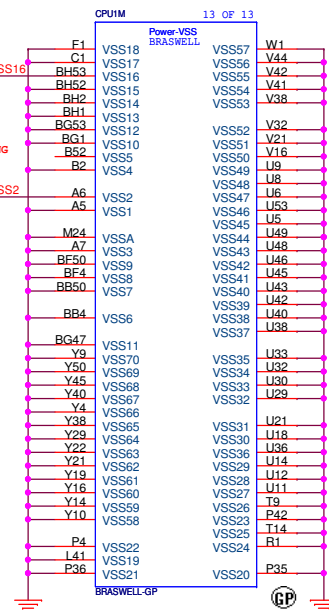 CPU1M 13 OF 13
Power-VSS
BRASWELL
F1 VSS18 VSS57 W1
C1 VSS17 VSS56 V44
SS16 BH53 VSS16 VSS55 V42
BH52 VSS15 VSS54 V41
BH2 VSS14 VSS53 V38
BH1 VSS13
BG53 VSS12 VSS52 V32
BG1 VSS10 VSS51 V21
NG
B52 VSS5 VSS50 V16
B2 VSS4 VSS49 U9
VSS48 U8
SS2 A6 VSS2 VSS47 U6
A5 VSS1 VSS46 U53
VSS45 U5
M24 VSSA VSS44 U49
A7 VSS3 VSS43 U48
BF50 VSS9 VSS42 U46
BF4 VSS8 VSS41 U45
BB50 VSS7 VSS40 U43
VSS39 U42
BB4 VSS6 VSS38 U40
VSS37 U38
BG47 VSS11
Y9 VSS70 VSS35 U33
Y50 VSS69 VSS34 U32
Y45 VSS68 VSS33 U30
Y40 VSS67 VSS32 U29
Y4 VSS66
Y38 VSS65 VSS31 U21
Y29 VSS64 VSS30 U18
Y22 VSS63 VSS36 U36
Y21 VSS62 VSS29 U14
Y19 VSS61 VSS28 U12
Y16 VSS60 VSS27 U11
Y14 VSS59 VSS26 T9
Y10 VSS58 VSS23 P42
VSS25 T14
P4 VSS22 VSS24 R1
L41 VSS19
P36 VSS21 VSS20 P35
BRASWELL-GP
GP